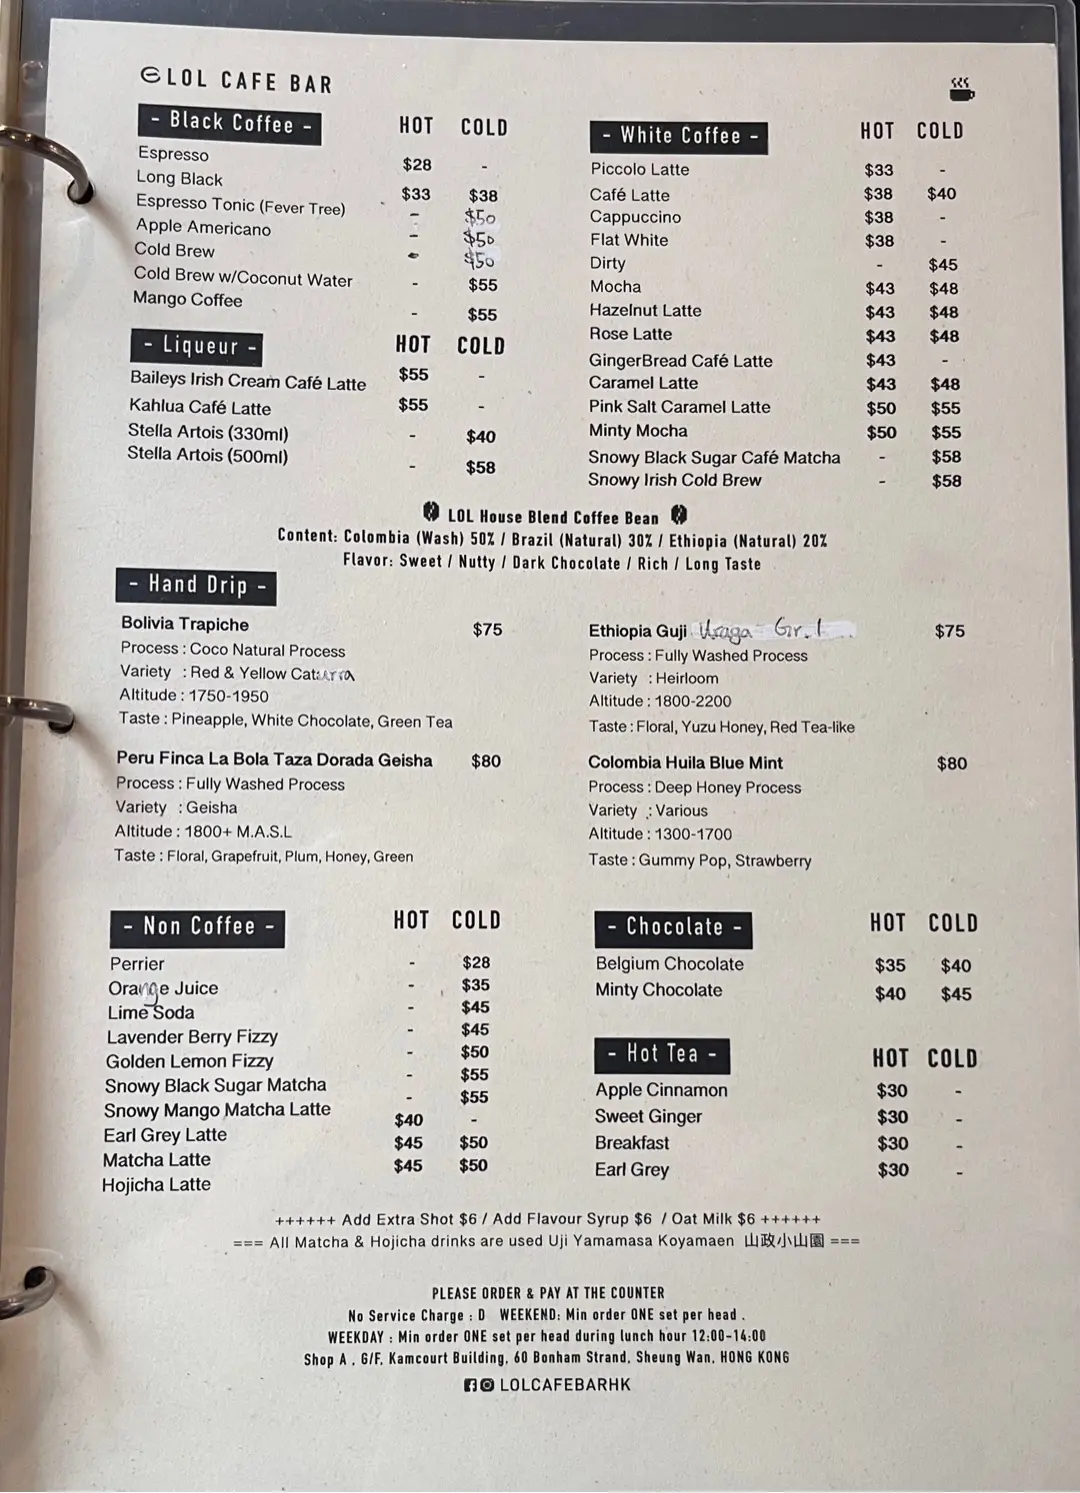 LOL CAFE BAR
- Black Coffee - HOT COLD
Espresso $28 -
Long Black $33 $38
Espresso Tonic (Fever Tree) - $50
Apple Americano - $50
Cold Brew - $50
Cold Brew w/Coconut Water - $55
Mango Coffee - $55
- Liqueur - HOT COLD
Baileys Irish Cream Café Latte $55 -
Kahlua Café Latte $55 -
Stella Artois (330ml) - $40
Stella Artois (500ml) - $58
- White Coffee - HOT COLD
Piccolo Latte $33 -
Café Latte $38 $40
Cappuccino $38 -
Flat White $38 -
Dirty - $45
Mocha $43 $48
Hazelnut Latte $43 $48
Rose Latte $43 $48
GingerBread Café Latte $43 -
Caramel Latte $43 $48
Pink Salt Caramel Latte $50 $55
Minty Mocha $50 $55
Snowy Black Sugar Café Matcha - $58
Snowy Irish Cold Brew - $58
LOL House Blend Coffee Bean
Content: Colombia (Wash) 50% / Brazil (Natural) 30% / Ethiopia (Natural) 20%
Flavor: Sweet / Nutty / Dark Chocolate / Rich / Long Taste
- Hand Drip -
Bolivia Trapiche $75
Process : Coco Natural Process
Variety : Red & Yellow Caturra
Altitude : 1750-1950
Taste : Pineapple, White Chocolate, Green Tea
Peru Finca La Bola Taza Dorada Geisha $80
Process : Fully Washed Process
Variety : Geisha
Altitude : 1800+ M.A.S.L
Taste : Floral, Grapefruit, Plum, Honey, Green
Ethiopia Guji Uraga Gr.1 $75
Process : Fully Washed Process
Variety : Heirloom
Altitude : 1800-2200
Taste : Floral, Yuzu Honey, Red Tea-like
Colombia Huila Blue Mint $80
Process : Deep Honey Process
Variety : Various
Altitude : 1300-1700
Taste : Gummy Pop, Strawberry
- Non Coffee - HOT COLD
Perrier - $28
Orange Juice - $35
Lime Soda - $45
Lavender Berry Fizzy - $45
Golden Lemon Fizzy - $50
Snowy Black Sugar Matcha - $55
Snowy Mango Matcha Latte - $55
Earl Grey Latte $40 -
Matcha Latte $45 $50
Hojicha Latte $45 $50
- Chocolate - HOT COLD
Belgium Chocolate $35 $40
Minty Chocolate $40 $45
- Hot Tea - HOT COLD
Apple Cinnamon $30 -
Sweet Ginger $30 -
Breakfast $30 -
Earl Grey $30 -
++++++ Add Extra Shot $6 / Add Flavour Syrup $6 / Oat Milk $6 ++++++
=== All Matcha & Hojicha drinks are used Uji Yamamasa Koyamaen 山政小山園 ===
PLEASE ORDER & PAY AT THE COUNTER
No Service Charge : D WEEKEND: Min order ONE set per head .
WEEKDAY : Min order ONE set per head during lunch hour 12:00-14:00
Shop A , G/F, Kamcourt Building, 60 Bonham Strand, Sheung Wan, HONG KONG
LOLCAFEBARHK